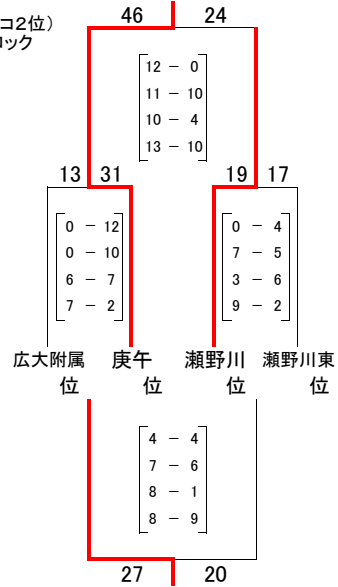 46 24
コ2位）
ロック
12 － 0
11 － 10
10 － 4
13 － 10
13 31 19 17
0 － 12 0 － 4
0 － 10 7 － 5
6 － 7 3 － 6
7 － 2 9 － 2
広大附属 庚午 瀬野川 瀬野川東
位 位 位 位
4 － 4
7 － 6
8 － 1
8 － 9
27 20